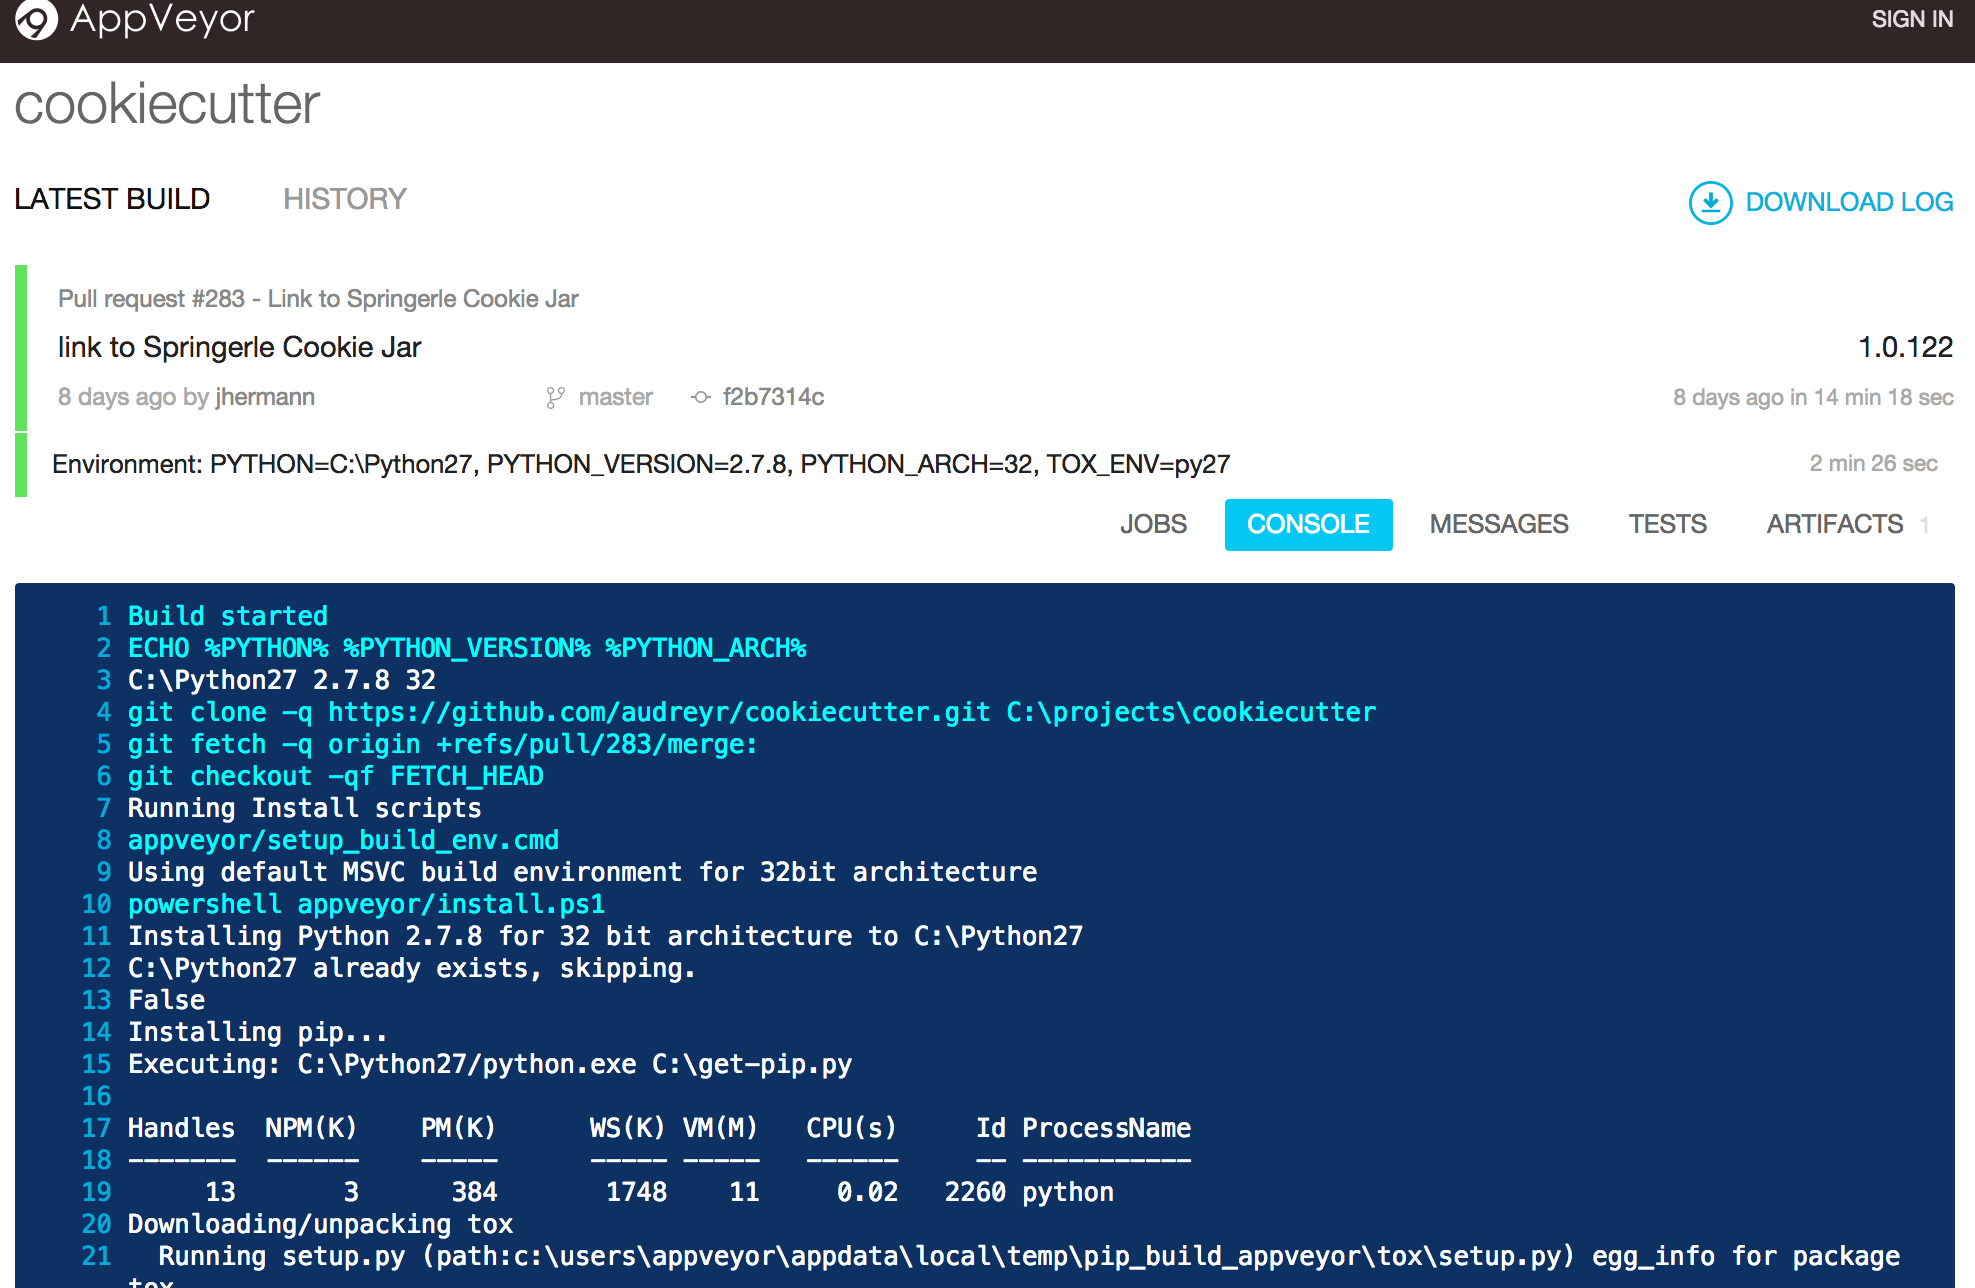 AppVeyor
SIGN IN
cookiecutter
LATEST BUILD HISTORY
DOWNLOAD LOG
Pull request #283 - Link to Springerle Cookie Jar
link to Springerle Cookie Jar
1.0.122
8 days ago by jhermann master f2b7314c
8 days ago in 14 min 18 sec
Environment: PYTHON=C:\Python27, PYTHON_VERSION=2.7.8, PYTHON_ARCH=32, TOX_ENV=py27
2 min 26 sec
JOBS CONSOLE MESSAGES TESTS ARTIFACTS 1
1 Build started
2 ECHO %PYTHON% %PYTHON_VERSION% %PYTHON_ARCH%
3 C:\Python27 2.7.8 32
4 git clone -q https://github.com/audreyr/cookiecutter.git C:\projects\cookiecutter
5 git fetch -q origin +refs/pull/283/merge:
6 git checkout -qf FETCH_HEAD
7 Running Install scripts
8 appveyor/setup_build_env.cmd
9 Using default MSVC build environment for 32bit architecture
10 powershell appveyor/install.ps1
11 Installing Python 2.7.8 for 32 bit architecture to C:\Python27
12 C:\Python27 already exists, skipping.
13 False
14 Installing pip...
15 Executing: C:\Python27/python.exe C:\get-pip.py
16
17 Handles  NPM(K)    PM(K)      WS(K) VM(M)   CPU(s)     Id ProcessName
18 -------  ------    -----      ----- -----   ------     -- -----------
19      13       3      384       1748    11     0.02   2260 python
20 Downloading/unpacking tox
21   Running setup.py (path:c:\users\appveyor\appdata\local\temp\pip_build_appveyor\tox\setup.py) egg_info for package
tox